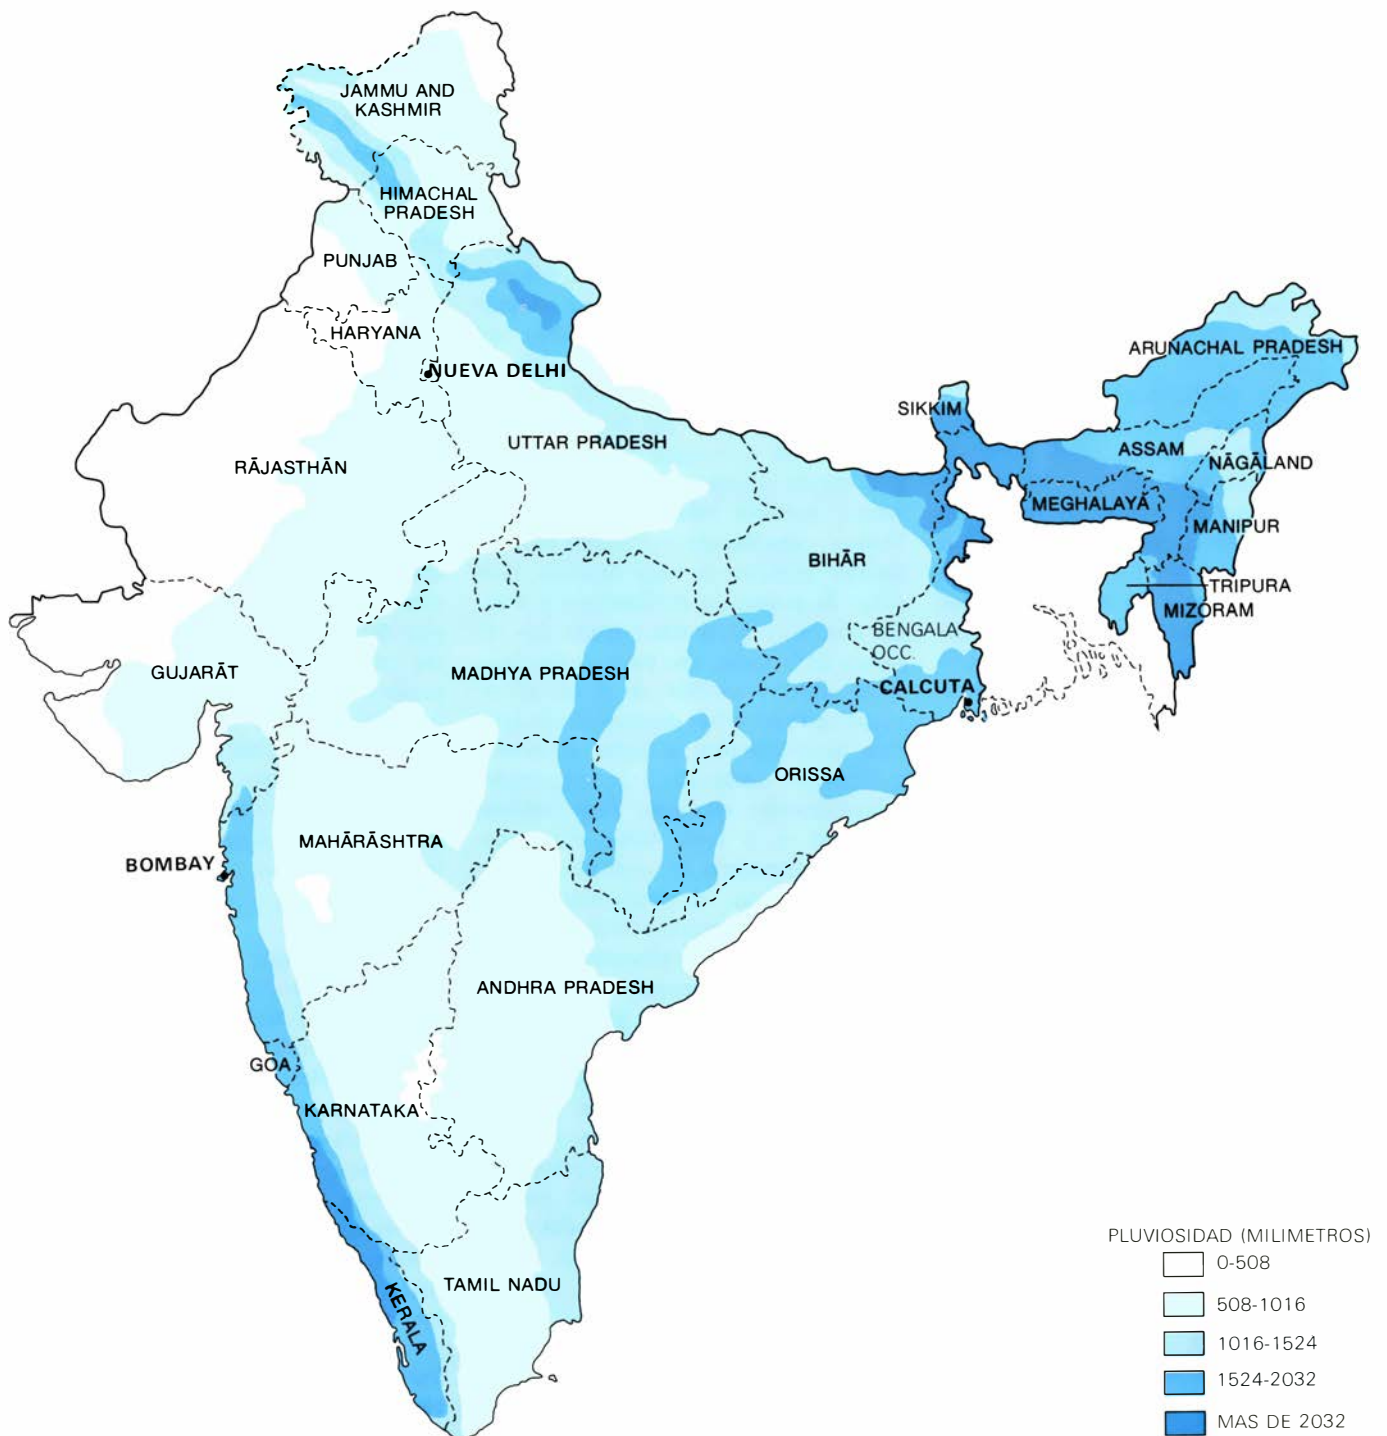 JAMMU AND
KASHMIR
HIMACHAL
PRADESH
PUNJAB
HARYANA
NUEVA DELHI
ARUNACHAL PRADESH
SIKKIM
UTTAR PRADESH
ASSAM
RĀJASTHĀN
NĀGĀLAND
MEGHALAYA
MANIPUR
BIHĀR
TRIPURA
MIZORAM
BENGALA
OCC.
GUJARĀT
MADHYA PRADESH
CALCUTA
ORISSA
MAHĀRĀSHTRA
BOMBAY
ANDHRA PRADESH
GOA
KARNATAKA
TAMIL NADU
KERALA
PLUVIOSIDAD (MILIMETROS)
0-508
508-1016
1016-1524
1524-2032
MAS DE 2032